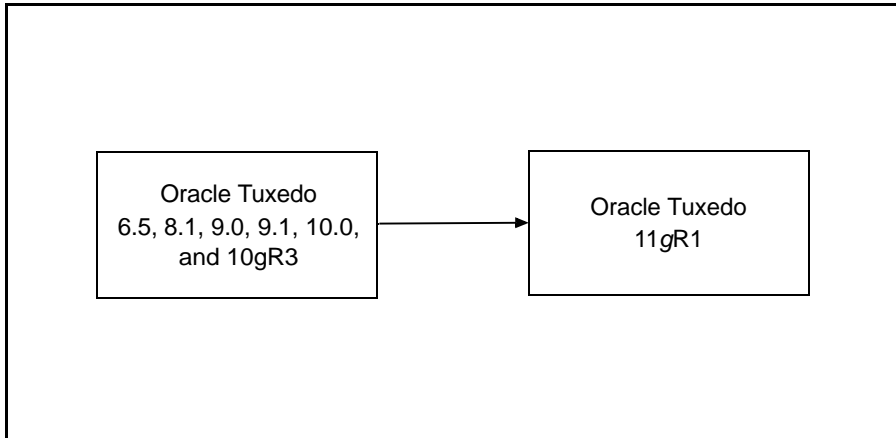 Oracle Tuxedo
6.5, 8.1, 9.0, 9.1, 10.0,
and 10gR3
Oracle Tuxedo
11gR1